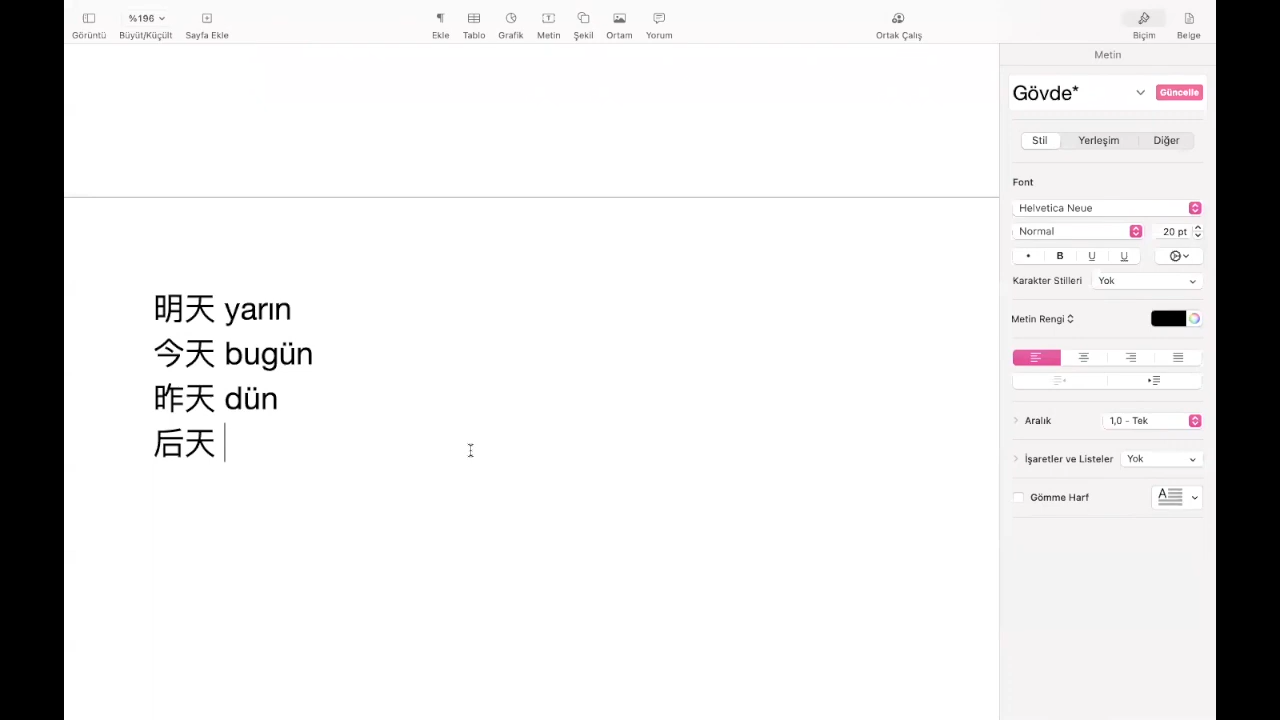 %196
Görüntü
Büyüt/Küçült
Sayfa Ekle
Ekle
Tablo
Grafik
Metin
Şekil
Ortam
Yorum
Ortak Çalış
Biçim
Belge
Metin
Gövde*
Güncelle
Stil
Yerleşim
Diğer
Font
Helvetica Neue
Normal
20 pt
B
U
U
Karakter Stilleri
Yok
Metin Rengi
Aralık
1,0 - Tek
İşaretler ve Listeler
Yok
Gömme Harf
A
明天 yarın
今天 bugün
昨天 dün
后天